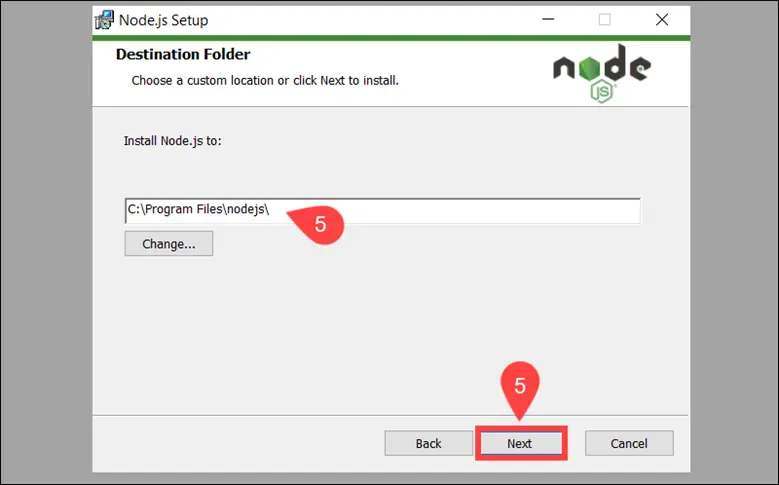 Node.js Setup
Destination Folder
Choose a custom location or click Next to install.
node
JS
Install Node.js to:
C:\Program Files\nodejs\
5
Change...
5
Back
Next
Cancel